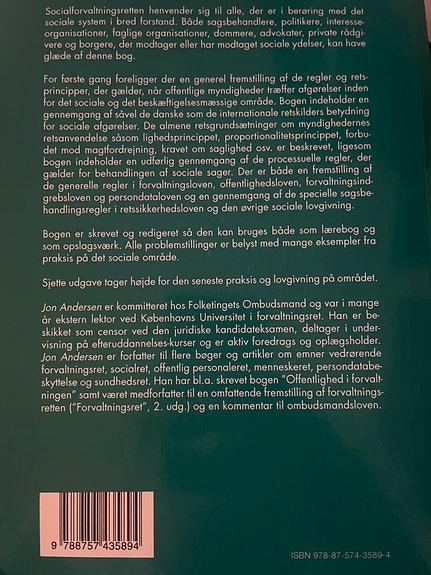 Socialforvaltningsretten henvender sig til alle, der er i berøring med det
sociale system i bred forstand. Både sagsbehandlere, politikere, interesse-
organisationer, faglige organisationer, dommere, advokater, private rådgi-
vere og borgere, der modtager eller har modtaget sociale ydelser, kan have
glæde af denne bog.
For første gang foreligger der en generel fremstilling af de regler og rets-
principper, der gælder, når offentlige myndigheder træffer afgørelser inden
for det sociale og det beskæftigelsesmæssige område. Bogen indeholder en
gennemgang af såvel de danske som de internationale retskilders betydning
for sociale afgørelser. De almene retsgrundsætninger om myndighedernes
retsanvendelse såsom lighedsprincippet, proportionalitetsprincippet, forbu-
det mod magtfordrejning, kravet om saglighed osv. er beskrevet, ligesom
bogen indeholder en udførlig gennemgang af de processuelle regler, der
gælder for behandlingen af sociale sager. Der er både en fremstilling af
de generelle regler i forvaltningsloven, offentlighedsloven, forvaltningsind-
grebsloven og persondataloven og en gennemgang af de specielle sagsbe-
handlingsregler i retssikkerhedsloven og den øvrige sociale lovgivning.
Bogen er skrevet og redigeret så den kan bruges både som lærebog og
som opslagsværk. Alle problemstillinger er belyst med mange eksempler fra
praksis på det sociale område.
Sjette udgave tager højde for den seneste praksis og lovgivning på området.
Jon Andersen er kommitteret hos Folketingets Ombudsmand og var i mange
år ekstern lektor ved Københavns Universitet i forvaltningsret. Han er be-
skikket som censor ved den juridiske kandidateksamen, deltager i under-
visning på efteruddannelses-kurser og er aktiv foredrags og oplægsholder.
Jon Andersen er forfatter til flere bøger og artikler om emner vedrørende
forvaltningsret, socialret, offentlig personaleret, menneskeret, persondatabe-
skyttelse og sundhedsret. Han har bl.a. skrevet bogen "Offentlighed i forvalt-
ningen" samt været medforfatter til en omfattende fremstilling af forvaltnings-
retten ("Forvaltningsret", 2. udg.) og en kommentar til ombudsmandsloven.
9 788757 435894
ISBN 978-87-574-3589-4